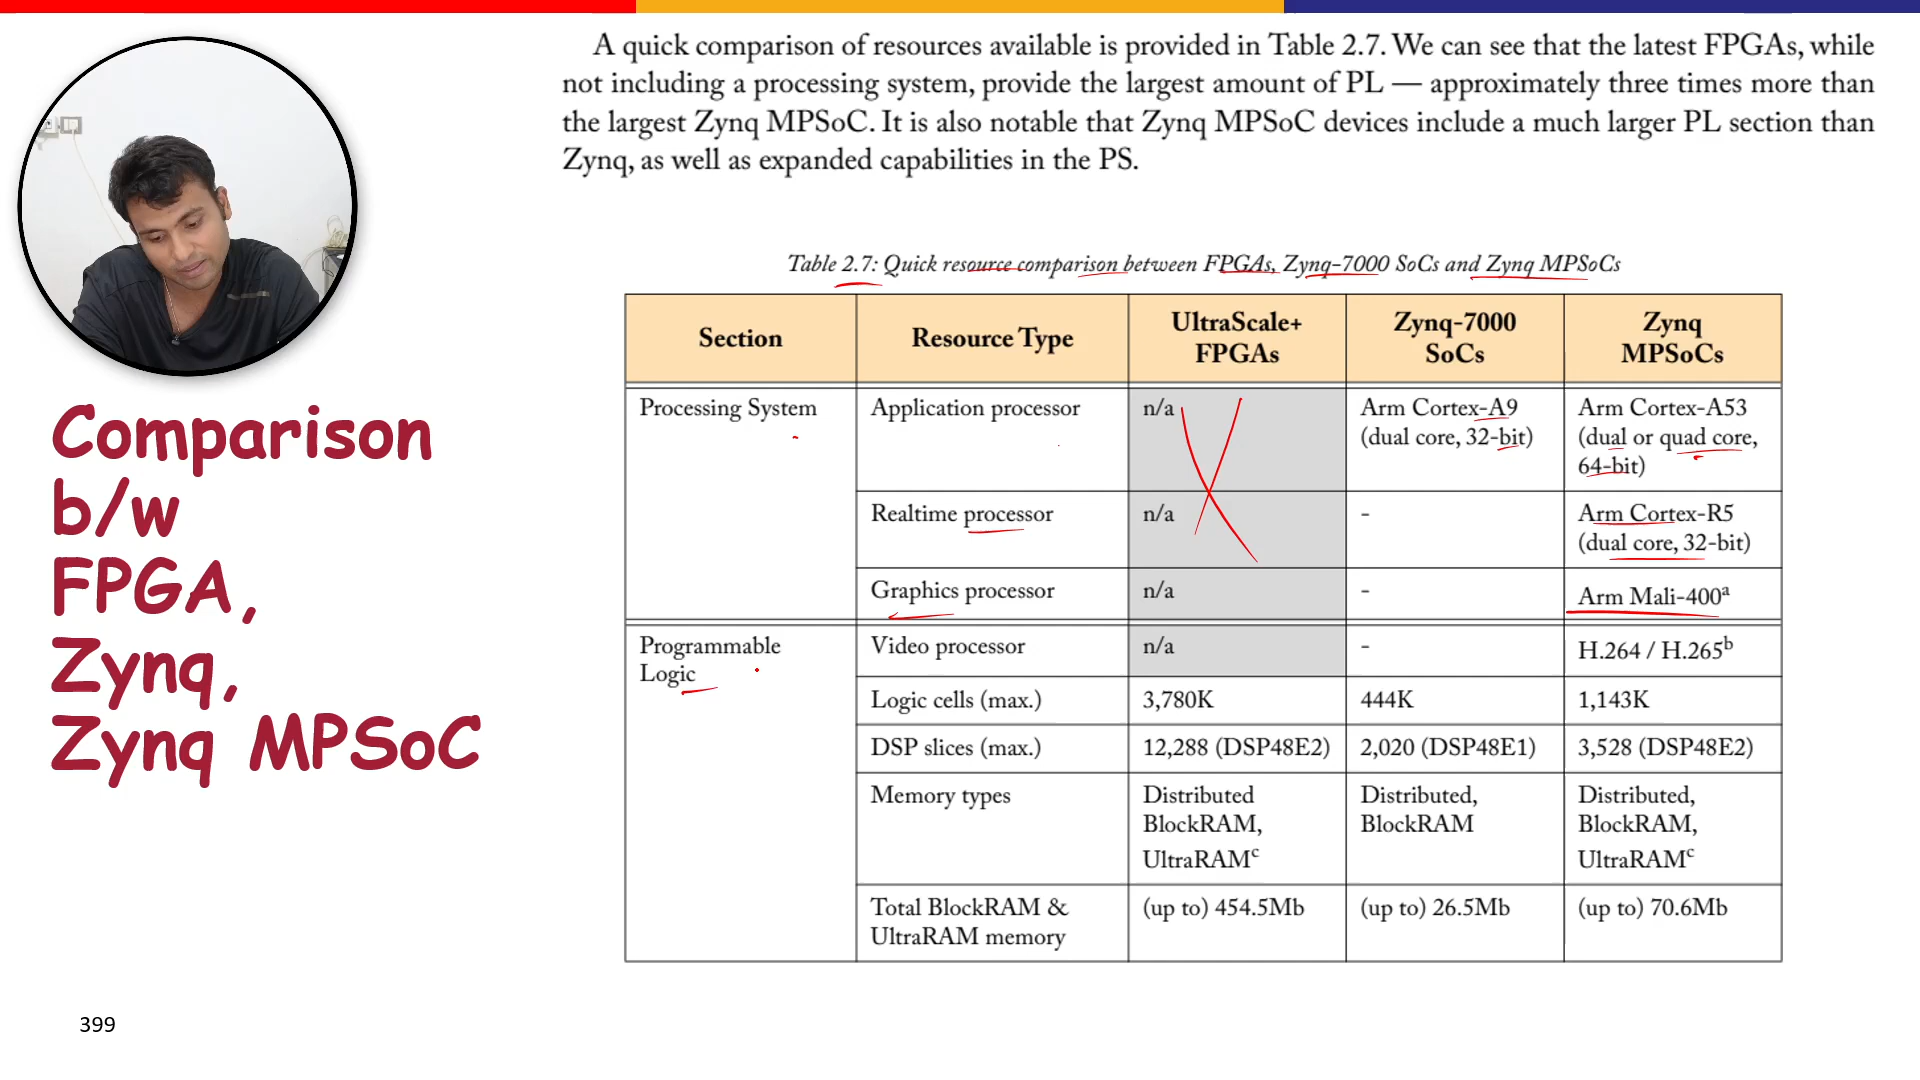 A quick comparison of resources available is provided in Table 2.7. We can see that the latest FPGAs, while
not including a processing system, provide the largest amount of PL — approximately three times more than
the largest Zynq MPSoC. It is also notable that Zynq MPSoC devices include a much larger PL section than
Zynq, as well as expanded capabilities in the PS.
Comparison
b/w
FPGA,
Zynq,
Zynq MPSoC
Table 2.7: Quick resource comparison between FPGAs, Zynq-7000 SoCs and Zynq MPSoCs
Section Resource Type UltraScale+ FPGAs Zynq-7000 SoCs Zynq MPSoCs
Processing System Application processor n/a Arm Cortex-A9 (dual core, 32-bit) Arm Cortex-A53 (dual or quad core, 64-bit)
Realtime processor n/a - Arm Cortex-R5 (dual core, 32-bit)
Graphics processor n/a - Arm Mali-400a
Programmable Logic Video processor n/a - H.264 / H.265b
Logic cells (max.) 3,780K 444K 1,143K
DSP slices (max.) 12,288 (DSP48E2) 2,020 (DSP48E1) 3,528 (DSP48E2)
Memory types Distributed BlockRAM, UltraRAMc Distributed, BlockRAM Distributed, BlockRAM, UltraRAMc
Total BlockRAM & UltraRAM memory (up to) 454.5Mb (up to) 26.5Mb (up to) 70.6Mb
399